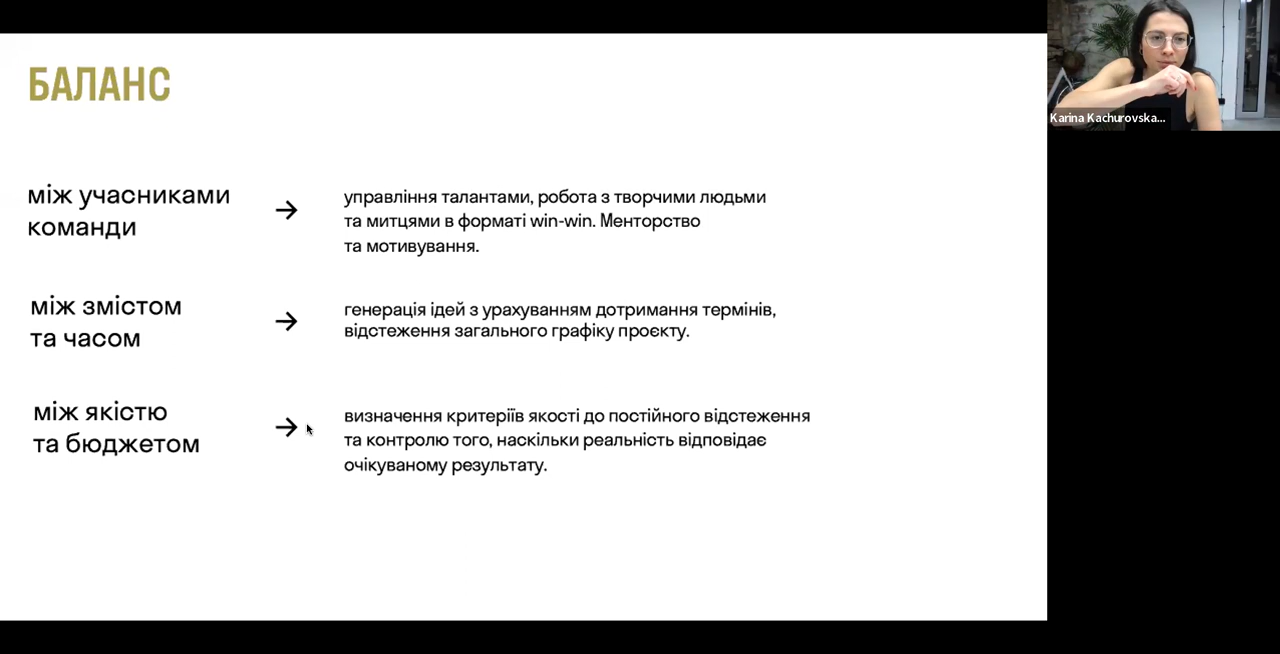 БАЛАНС
між учасниками
команди
→
управління талантами, робота з творчими людьми
та митцями в форматі win-win. Менторство
та мотивування.
між змістом
та часом
→
генерація ідей з урахуванням дотримання термінів,
відстеження загального графіку проєкту.
між якістю
та бюджетом
→
визначення критеріїв якості до постійного відстеження
та контролю того, наскільки реальність відповідає
очікуваному результату.
Karina Kachurovska...